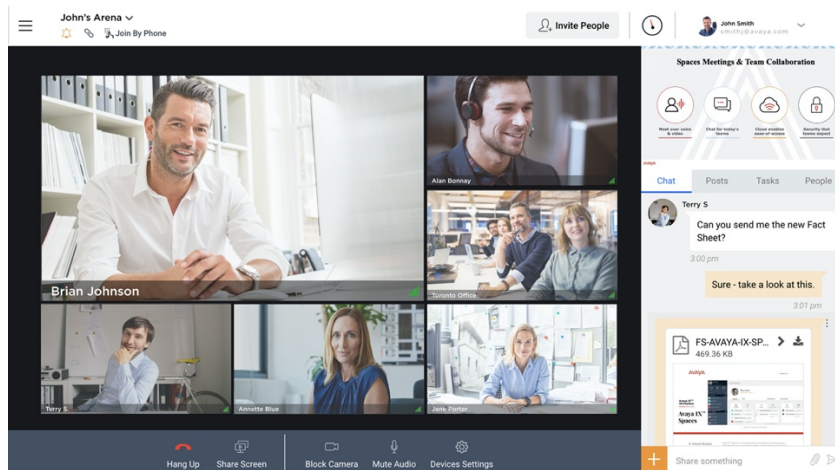 John's Arena
Join By Phone
Invite People
John Smith
smithj@avaya.com
Spaces Meetings & Team Collaboration
Meet over voice
& video
Chat for today's
teams
Cloud enables
ease-of-access
Security that
teams expect
AVAYA
Chat
Posts
Tasks
People
Terry S
Can you send me the new Fact
Sheet?
3:00 pm
Sure - take a look at this.
3:01 pm
FS-AVAYA-IX-SP...
469.36 KB
AVAYA
Avaya IX™
Spaces
Share something
Brian Johnson
Alan Bonnay
Toronto Office
Terry S.
Annette Blue
Jane Porter
Hang Up
Share Screen
Block Camera
Mute Audio
Devices Settings